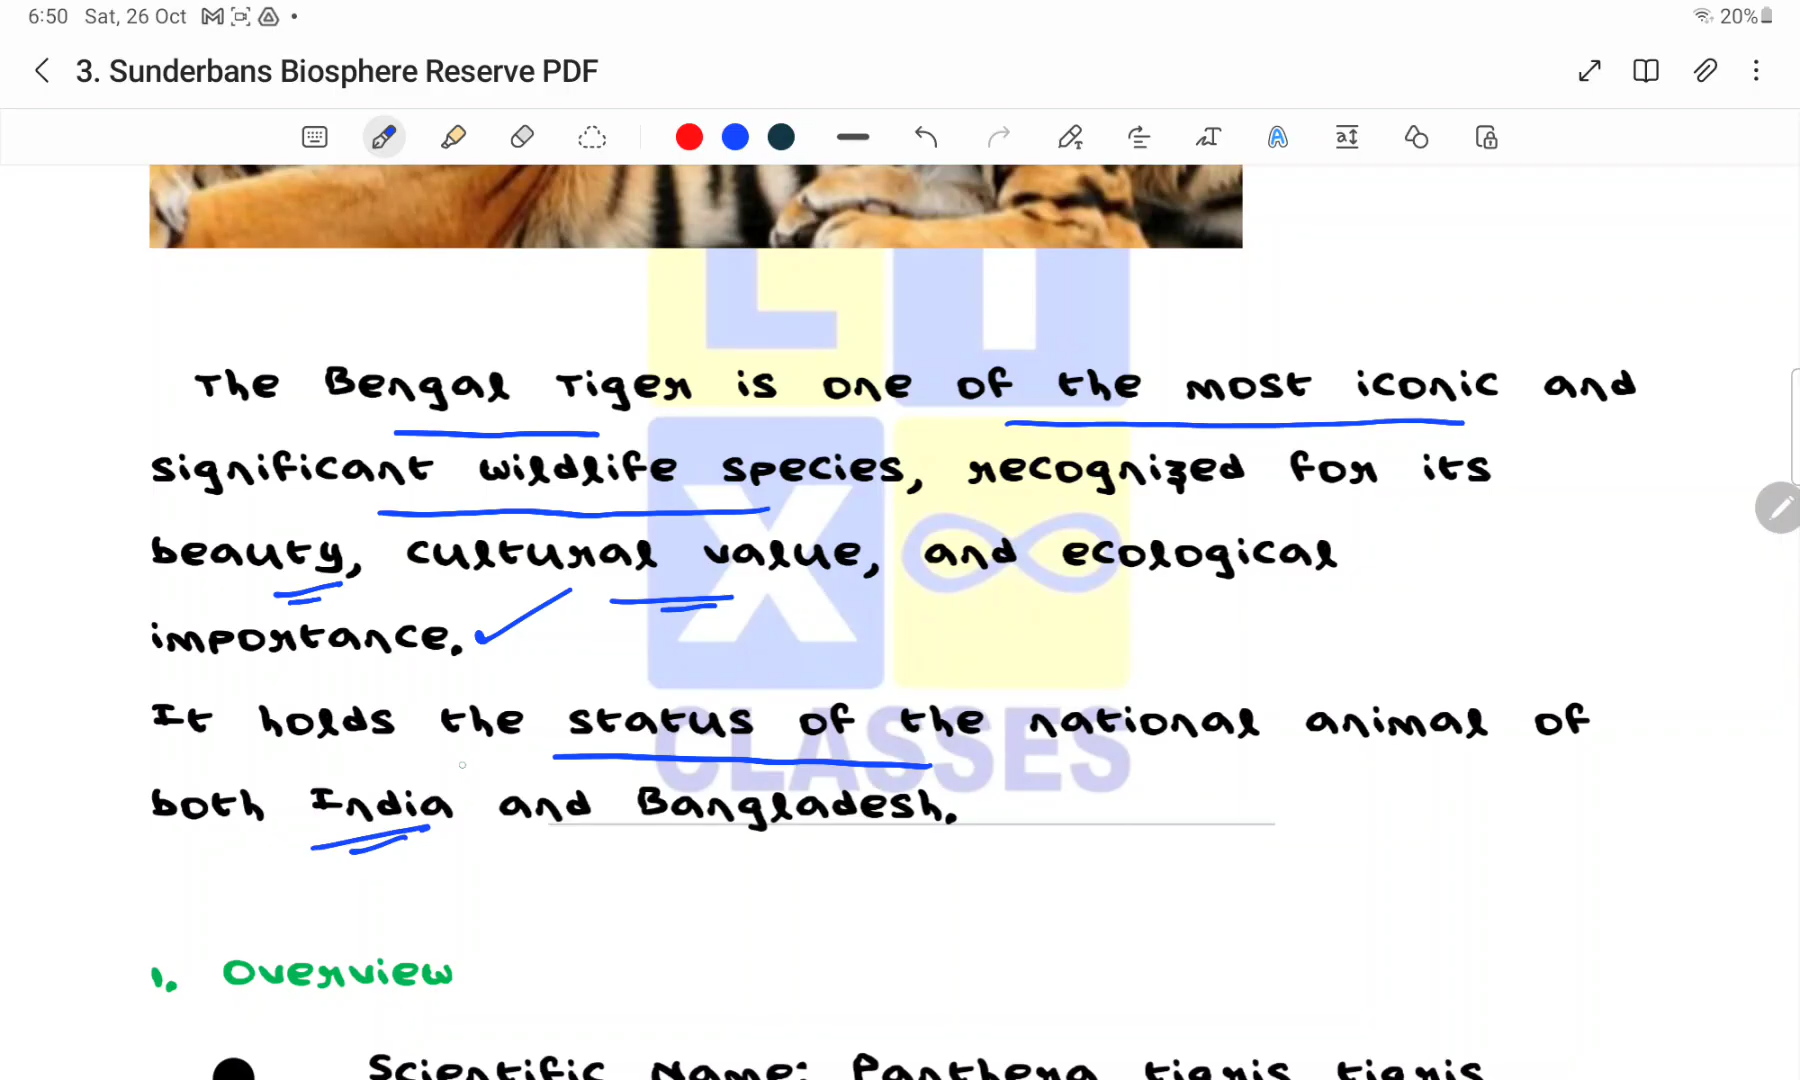 6:50 Sat, 26 Oct 20%
3. Sunderbans Biosphere Reserve PDF
The Bengal Tiger is one of the most iconic and
significant wildlife species, recognized for its
beauty, cultural value, and ecological
importance.
It holds the status of the national animal of
both India and Bangladesh.
CLASSES
1. Overview
Scientific Name: Panthera tigris tigris